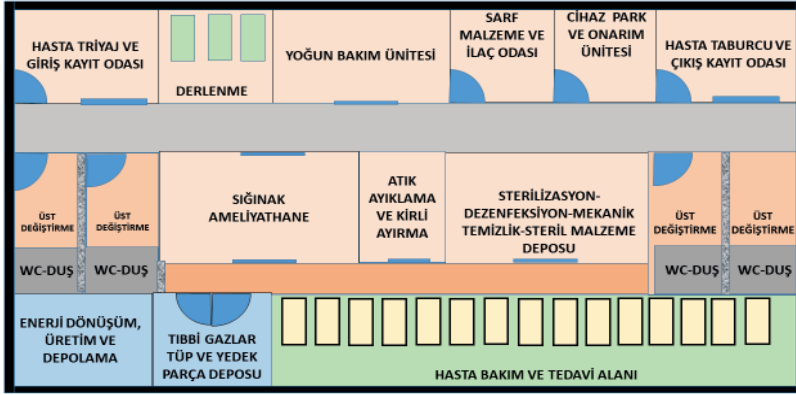 HASTA TRİYAJ VE
GİRİŞ KAYIT ODASI
DERLENME
YOĞUN BAKIM ÜNİTESİ
SARF
MALZEME VE
İLAÇ ODASI
CİHAZ PARK
VE ONARIM
ÜNİTESİ
HASTA TABURCU VE
ÇIKIŞ KAYIT ODASI
ÜST
DEĞİŞTİRME
ÜST
DEĞİŞTİRME
SIĞINAK
AMELİYATHANE
ATIK
AYIKLAMA
VE KİRLİ
AYIRMA
STERİLİZASYON-
DEZENFEKSİYON-MEKANİK
TEMİZLİK-STERİL MALZEME
DEPOSU
ÜST
DEĞİŞTİRME
ÜST
DEĞİŞTİRME
WC-DUŞ
WC-DUŞ
WC-DUŞ
WC-DUŞ
ENERJİ DÖNÜŞÜM,
ÜRETİM VE
DEPOLAMA
TIBBİ GAZLAR
TÜP VE YEDEK
PARÇA DEPOSU
HASTA BAKIM VE TEDAVİ ALANI